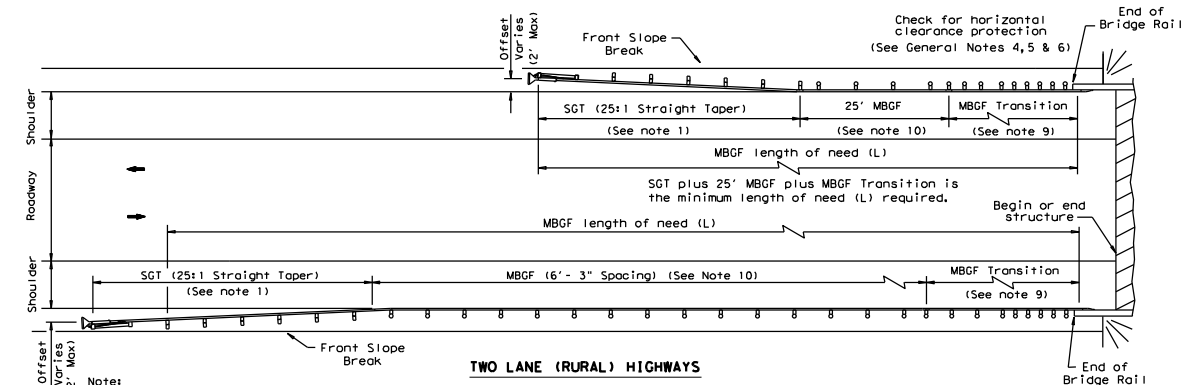 End of
Bridge Rail
Check for horizontal
clearance protection
(See General Notes 4,5 & 6)
Offset
Varies
(2' Max)
Front Slope
Break
Shoulder
SGT (25:1 Straight Taper)
25' MBGF
MBGF Transition
(See note 1)
(See note 10)
(See note 9)
MBGF length of need (L)
SGT plus 25' MBGF plus MBGF Transition is
the minimum length of need (L) required.
Roadway
Begin or end
structure
MBGF length of need (L)
Shoulder
SGT (25:1 Straight Taper)
MBGF (6'- 3" Spacing) (See Note 10)
MBGF Transition
(See note 1)
(See note 9)
Front Slope
Break
Offset
Varies
2' Max)
TWO LANE (RURAL) HIGHWAYS
End of
Bridge Rail
Note: